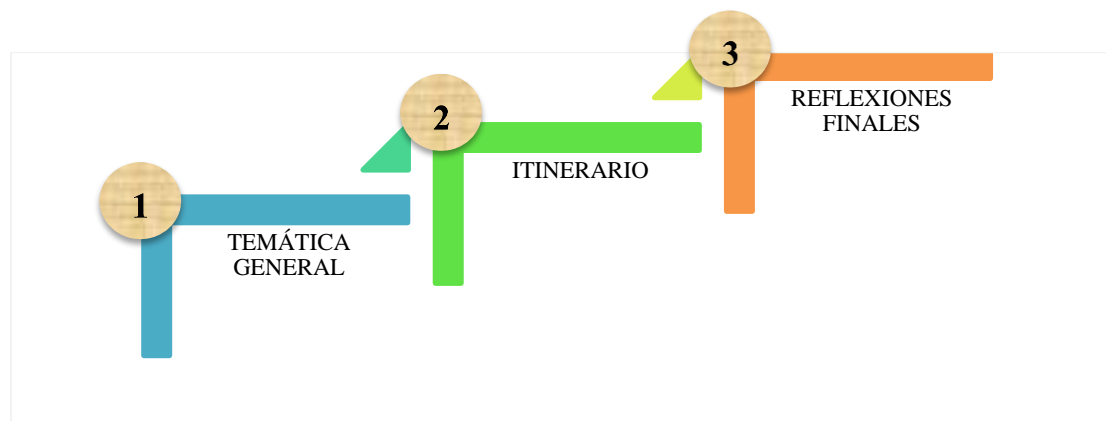 1
TEMÁTICA
GENERAL
2
ITINERARIO
3
REFLEXIONES
FINALES